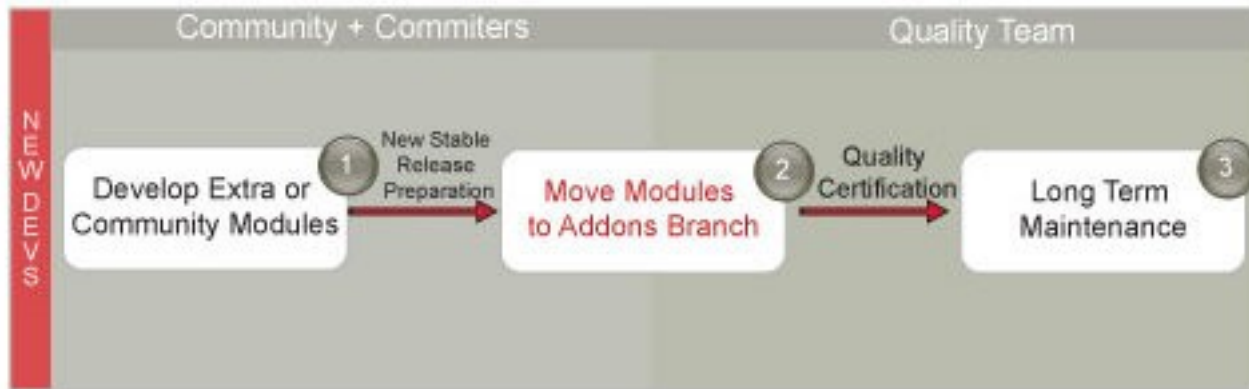 Community + Commiters
Quality Team
NEW DEVS
1
New Stable
Release
Preparation
2
Quality
Certification
3
Develop Extra or
Community Modules
Move Modules
to Addons Branch
Long Term
Maintenance